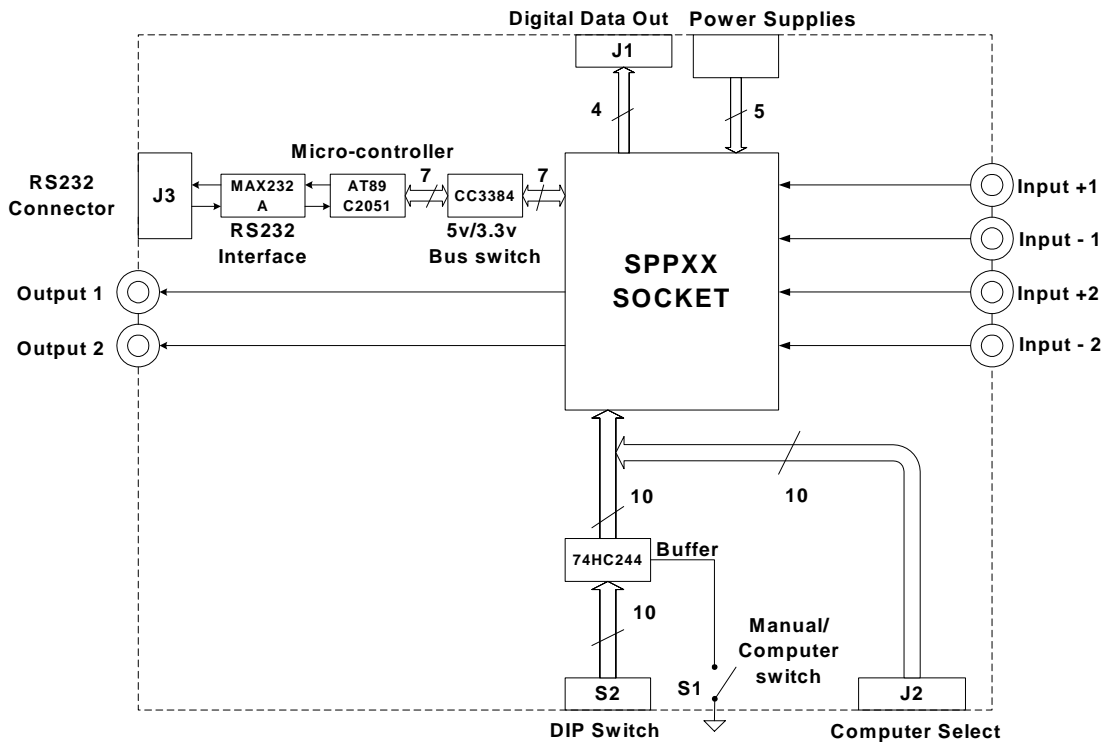 Digital Data Out
Power Supplies
J1
4
5
Micro-controller
RS232
Connector
J3
MAX232
A
AT89
C2051
7
CC3384
7
RS232
Interface
5v/3.3v
Bus switch
SPPXX
SOCKET
Input +1
Input - 1
Input +2
Input - 2
Output 1
Output 2
10
10
74HC244
Buffer
10
Manual/
Computer
switch
S1
S2
J2
DIP Switch
Computer Select